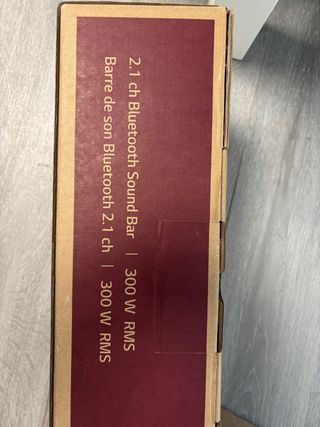 2.1 ch Bluetooth Sound Bar | 300 W RMS
Barre de son Bluetooth 2.1 ch | 300 W RMS